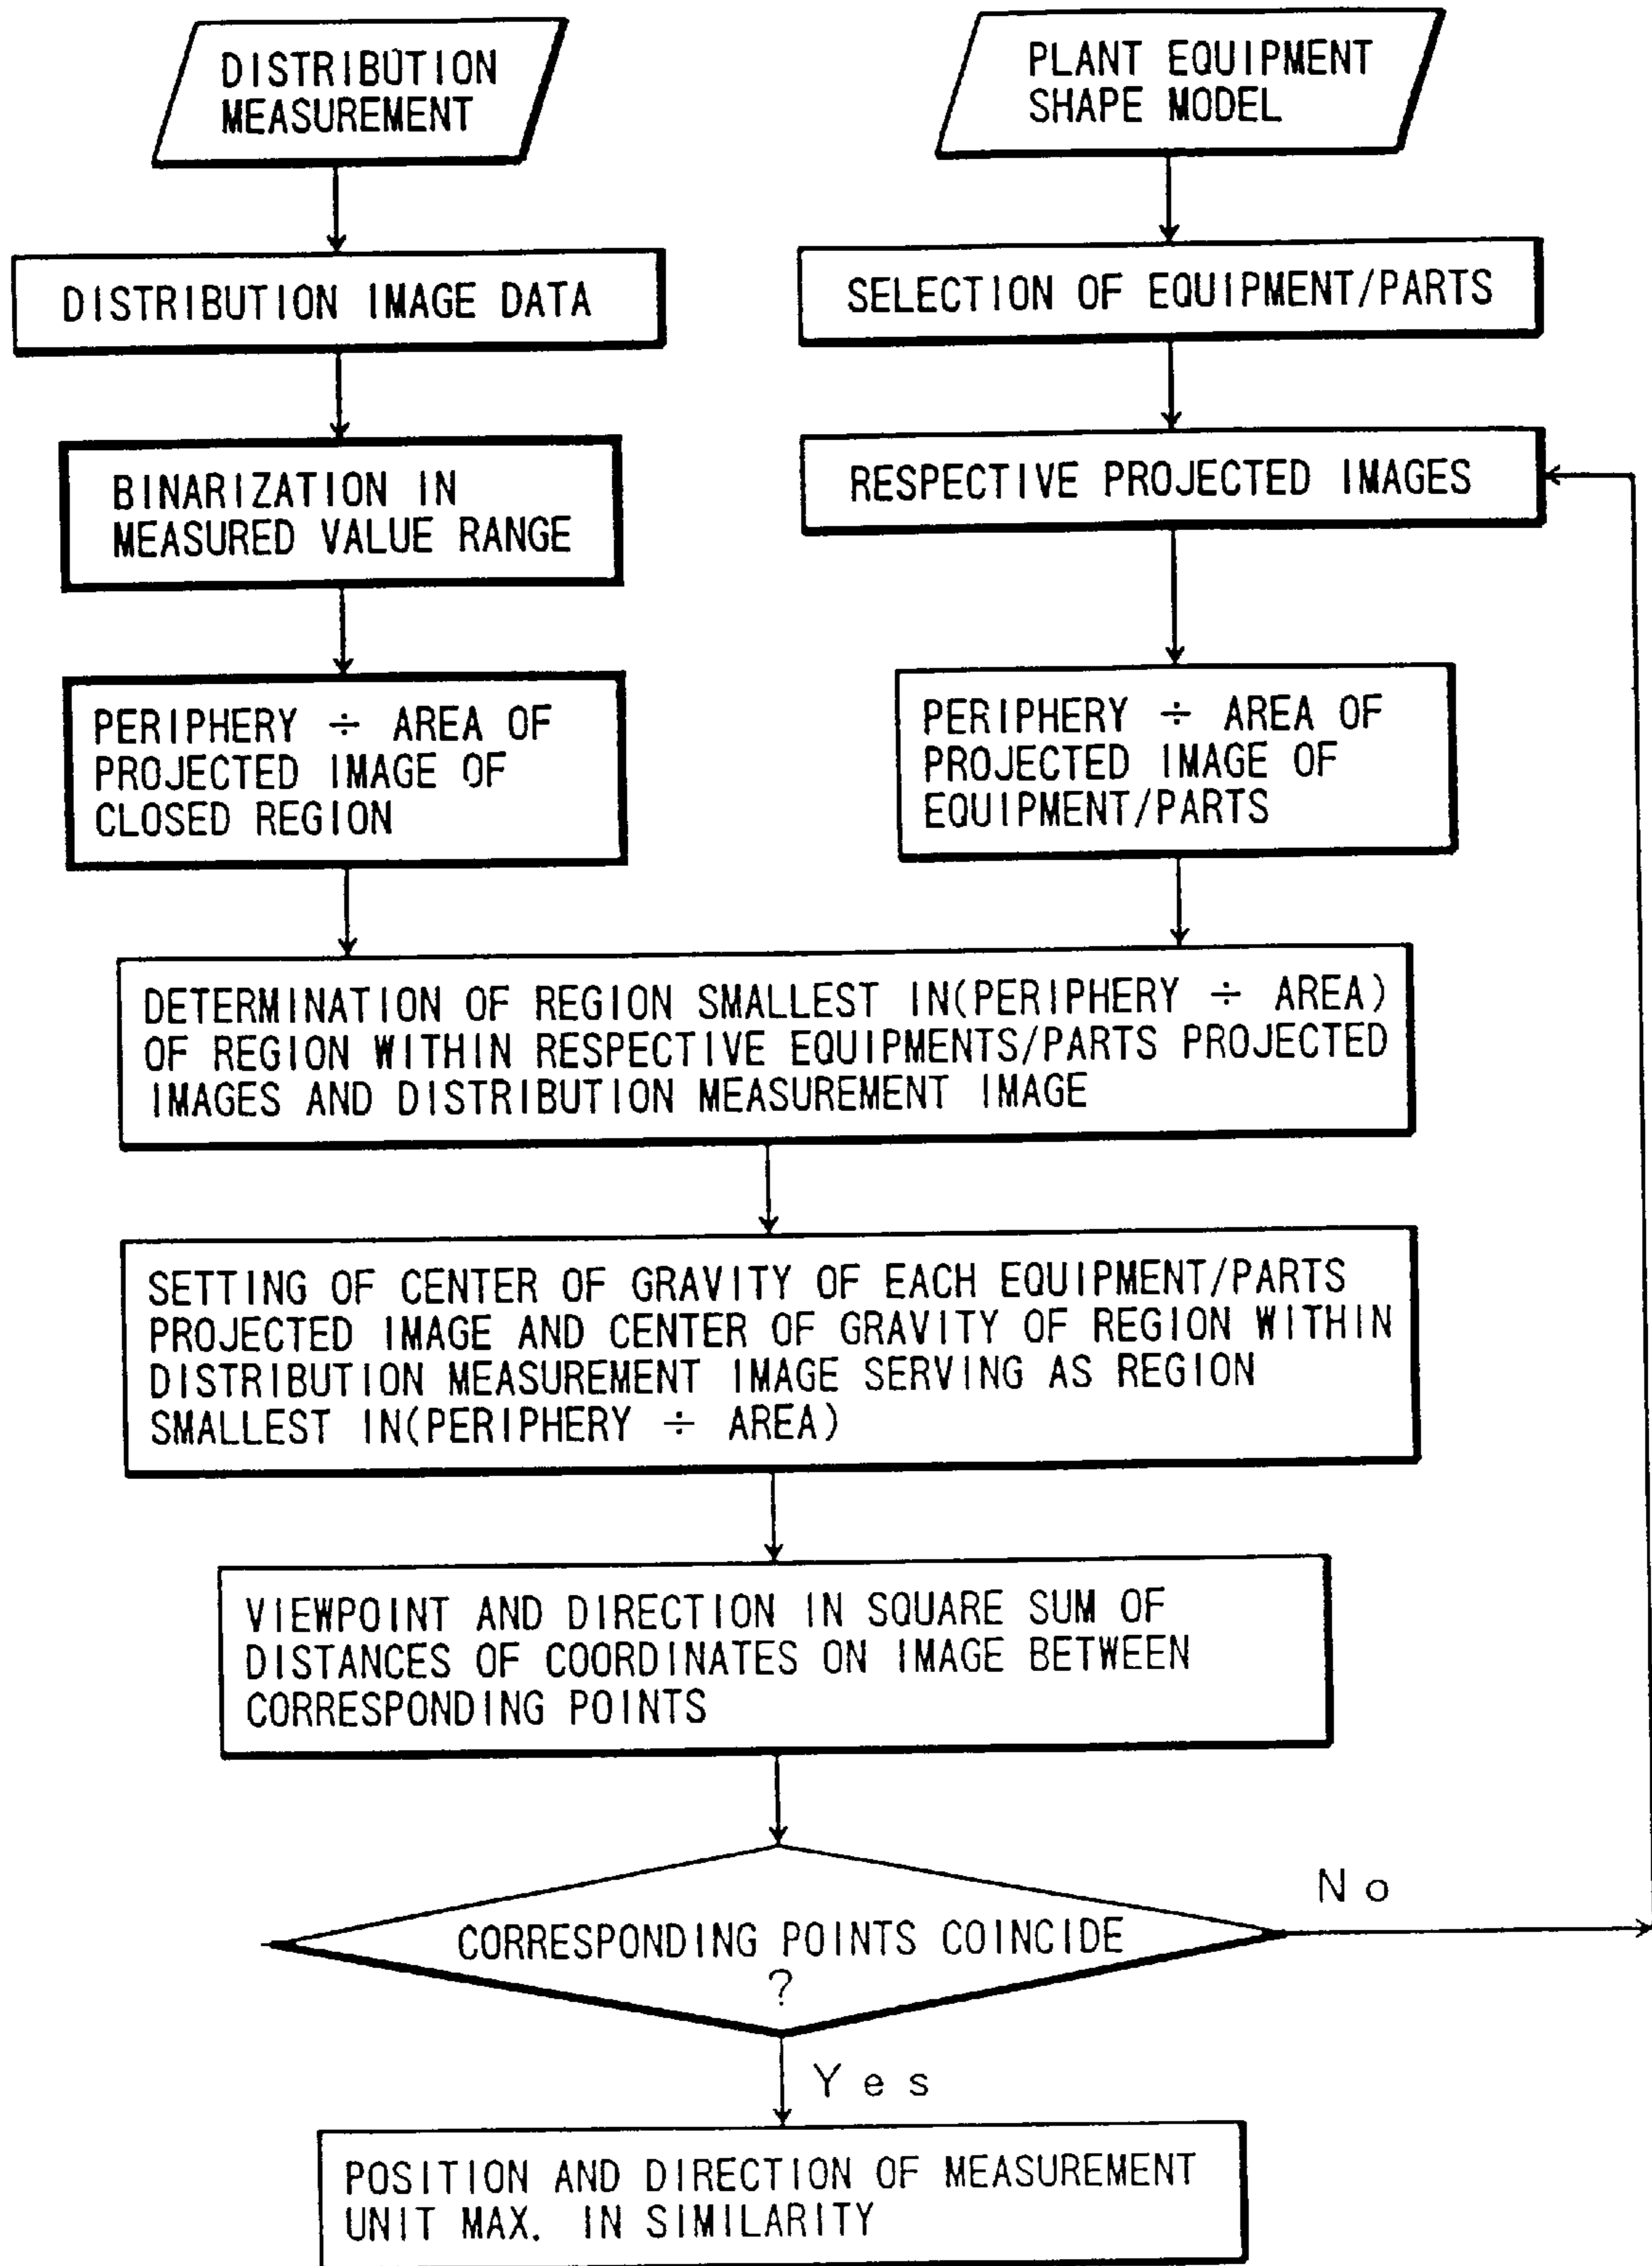 DISTRIBUTION
MEASUREMENT
PLANT EQUIPMENT
SHAPE MODEL
DISTRIBUTION IMAGE DATA
SELECTION OF EQUIPMENT/PARTS
BINARIZATION IN
MEASURED VALUE RANGE
RESPECTIVE PROJECTED IMAGES
PERIPHERY ÷ AREA OF
PROJECTED IMAGE OF
CLOSED REGION
PERIPHERY ÷ AREA OF
PROJECTED IMAGE OF
EQUIPMENT/PARTS
DETERMINATION OF REGION SMALLEST IN(PERIPHERY ÷ AREA)
OF REGION WITHIN RESPECTIVE EQUIPMENTS/PARTS PROJECTED
IMAGES AND DISTRIBUTION MEASUREMENT IMAGE
SETTING OF CENTER OF GRAVITY OF EACH EQUIPMENT/PARTS
PROJECTED IMAGE AND CENTER OF GRAVITY OF REGION WITHIN
DISTRIBUTION MEASUREMENT IMAGE SERVING AS REGION
SMALLEST IN(PERIPHERY ÷ AREA)
VIEWPOINT AND DIRECTION IN SQUARE SUM OF
DISTANCES OF COORDINATES ON IMAGE BETWEEN
CORRESPONDING POINTS
No
CORRESPONDING POINTS COINCIDE
?
Yes
POSITION AND DIRECTION OF MEASUREMENT
UNIT MAX. IN SIMILARITY